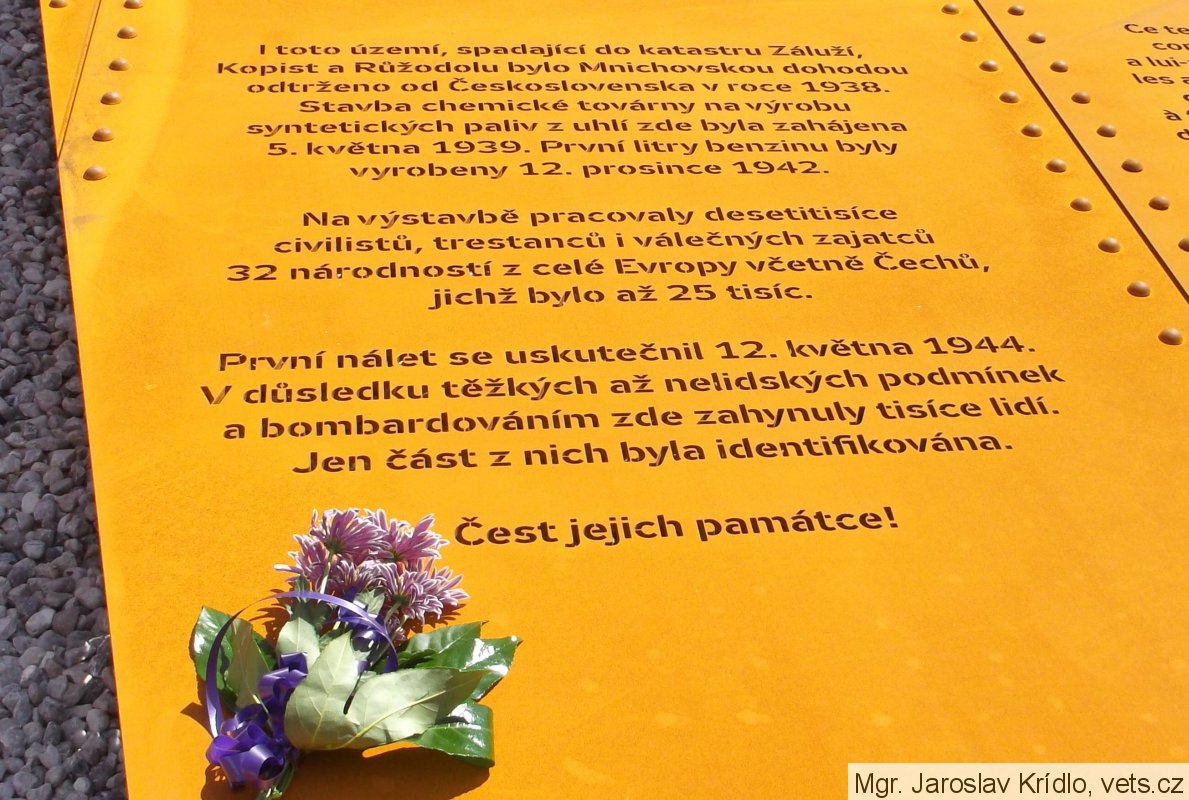 I toto území, spadající do katastru Záluží,
Kopist a Růžodolu bylo Mnichovskou dohodou
odtrženo od Československa v roce 1938.
Stavba chemické továrny na výrobu
syntetických paliv z uhlí zde byla zahájena
5. května 1939. První litry benzinu byly
vyrobeny 12. prosince 1942.
Na výstavbě pracovaly desetitisíce
civilistů, trestanců i válečných zajatců
32 národností z celé Evropy včetně Čechů,
jichž bylo až 25 tisíc.
První nálet se uskutečnil 12. května 1944.
V důsledku těžkých až nelidských podmínek
a bombardováním zde zahynuly tisíce lidí.
Jen část z nich byla identifikována.
Čest jejich památce!
Ce
a lui-
les
à
Mgr. Jaroslav Krídlo, vets.cz